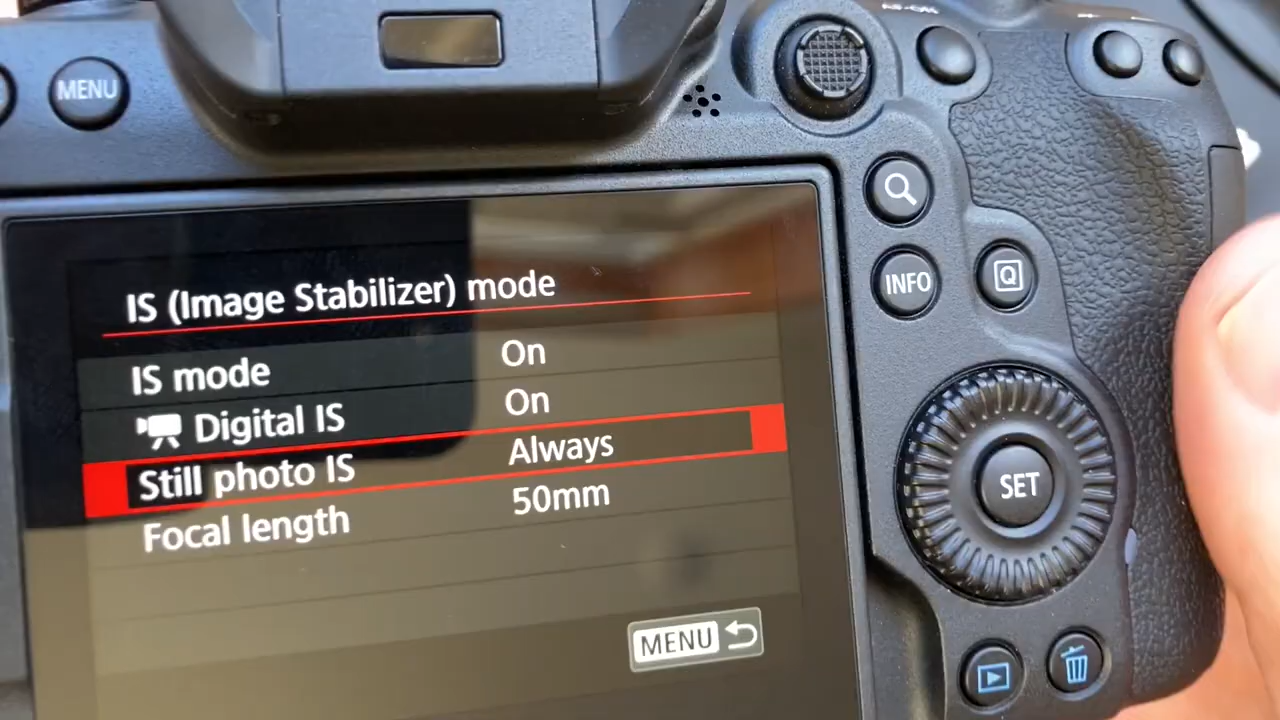 MENU
IS (Image Stabilizer) mode
IS mode On
Digital IS On
Still photo IS Always
Focal length 50mm
MENU
INFO
Q
SET